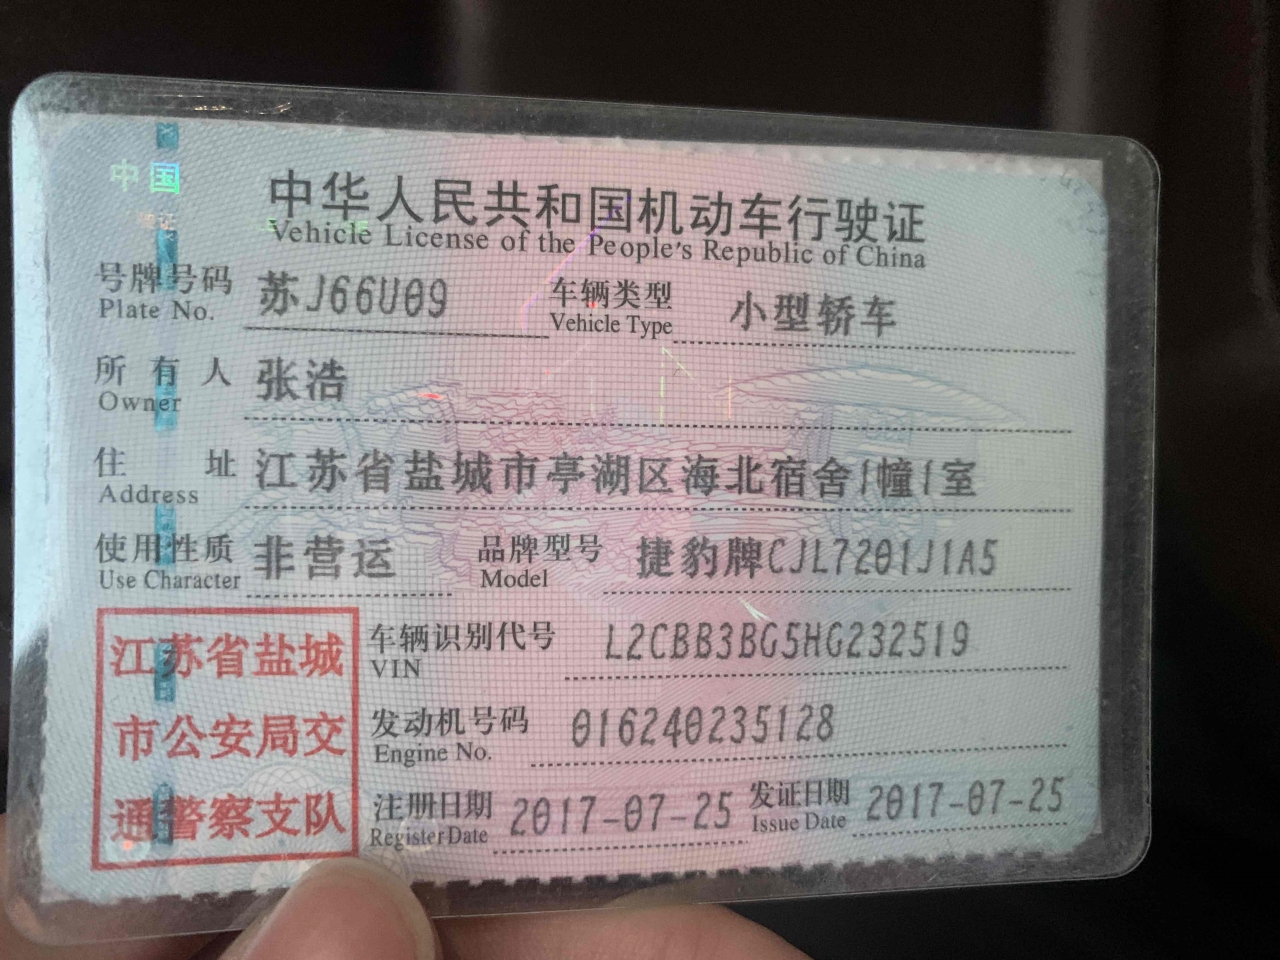 中国
中华人民共和国机动车行驶证
Vehicle License of the People's Republic of China
号牌号码 苏J66U09 车辆类型 小型轿车
Plate No. Vehicle Type
所有人 张浩
Owner
住址 江苏省盐城市亭湖区海北宿舍1幢1室
Address
使用性质 非营运 品牌型号 捷豹牌CJL7201J1A5
Use Character Model
江苏省盐城
市公安局交
通警察支队
车辆识别代号 L2CBB3BG5HG232519
VIN
发动机号码 016240235128
Engine No.
注册日期 2017-07-25 发证日期 2017-07-25
Register Date Issue Date